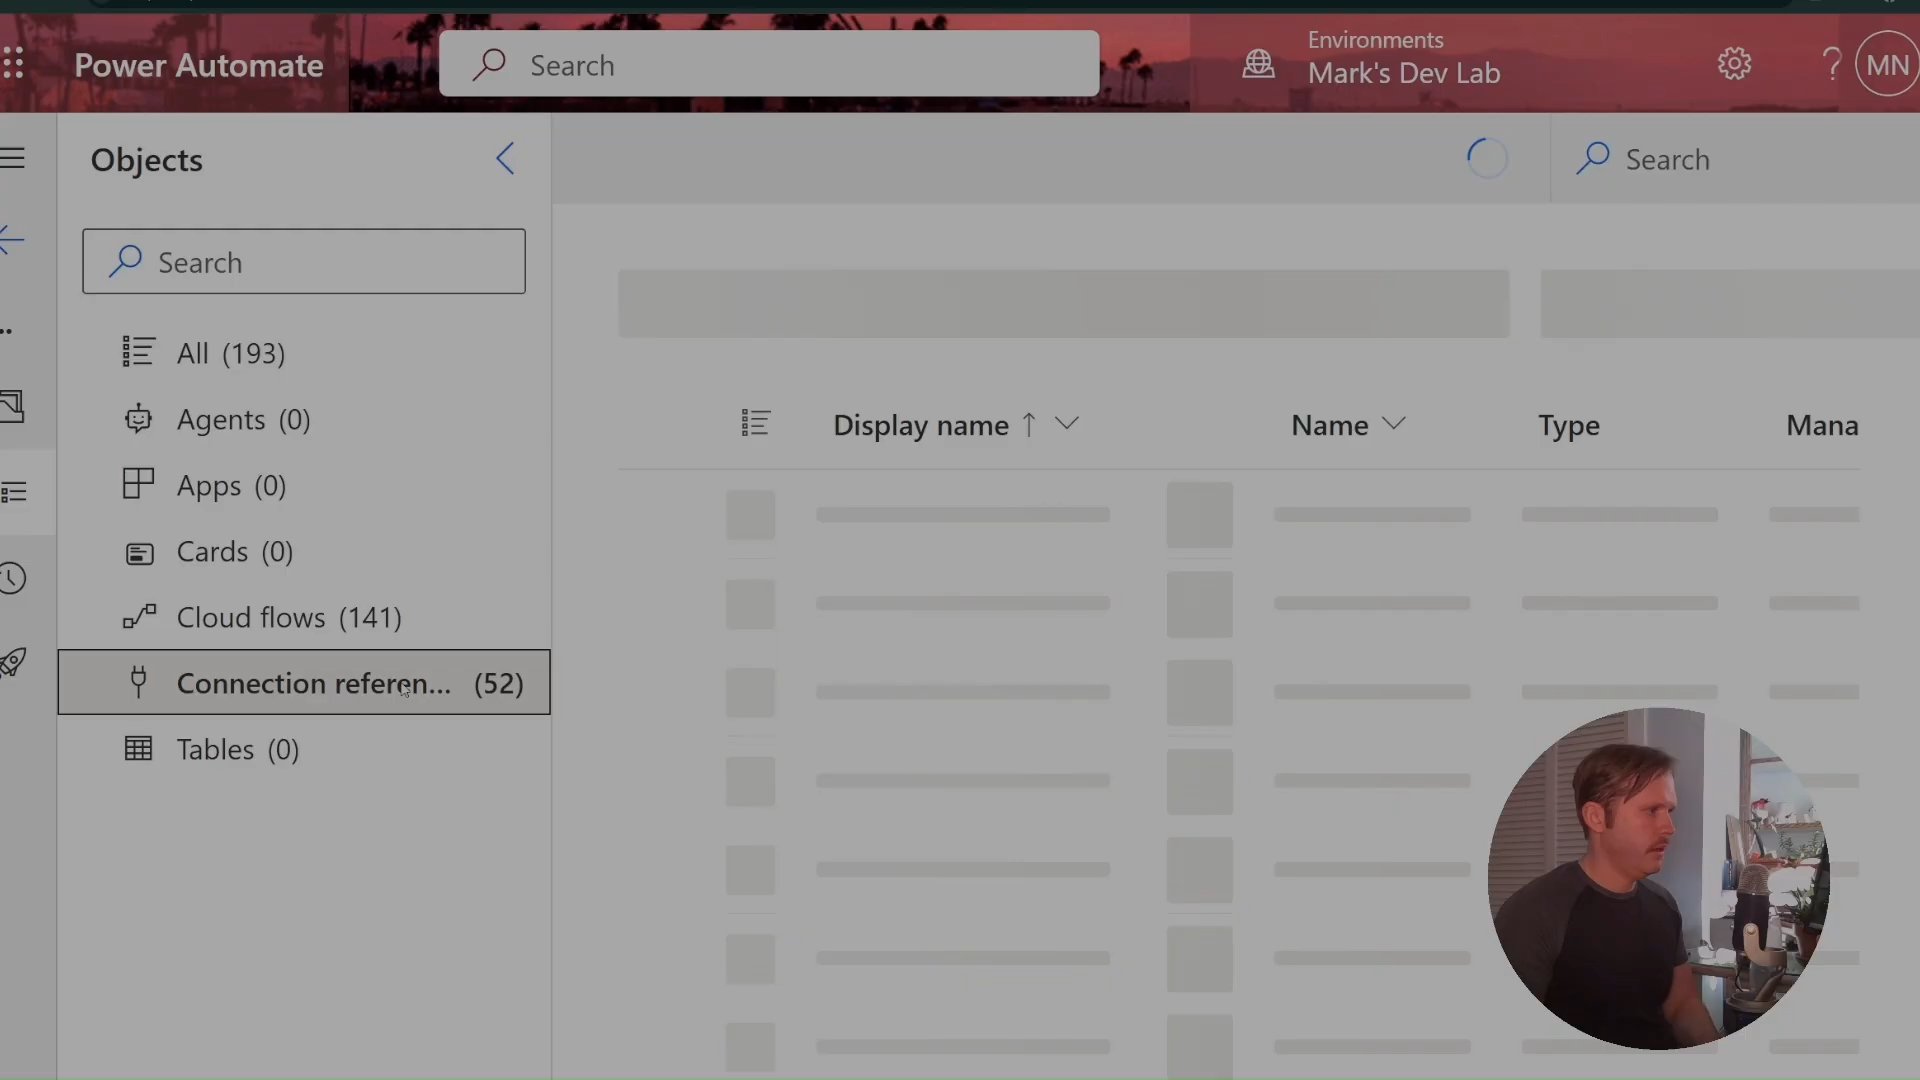 Power Automate
Search
Environments
Mark's Dev Lab
?
MN
Objects
Search
Search
All (193)
Agents (0)
Apps (0)
Cards (0)
Cloud flows (141)
Connection referen... (52)
Tables (0)
Display name
Name
Type
Mana